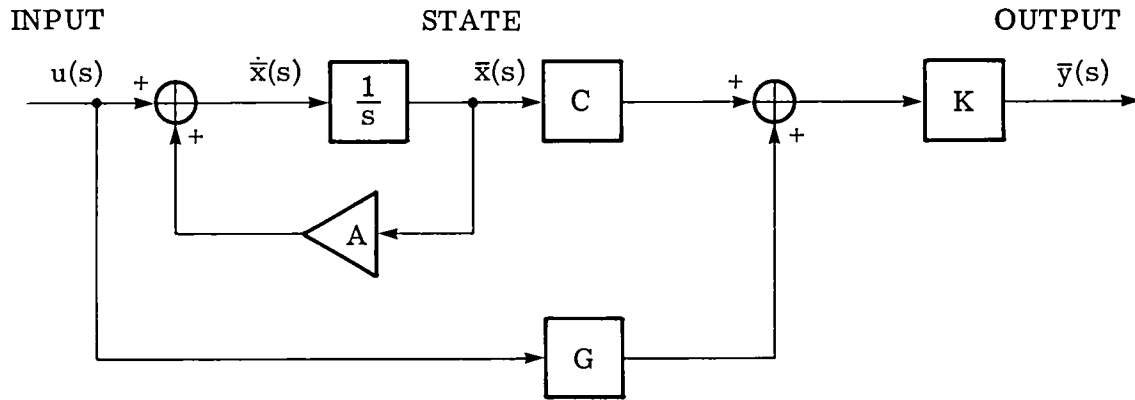 INPUT STATE OUTPUT
u(s) + ẋ̄(s) 1/s x̄(s) C + K ȳ(s)
+ +
A
G